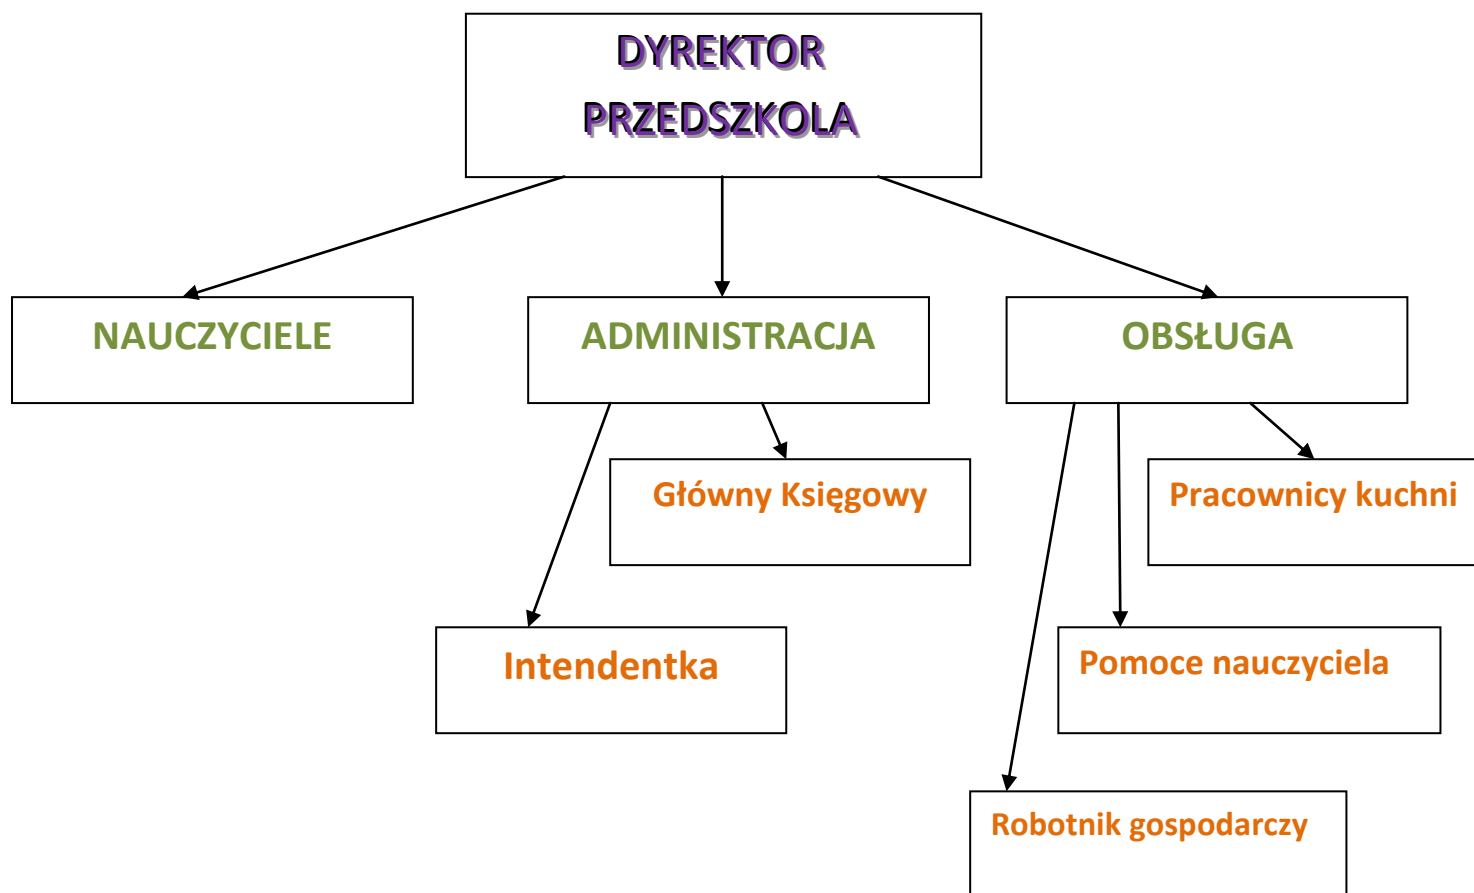 DYREKTOR
PRZEDSZKOLA
NAUCZYCIELE
ADMINISTRACJA
OBSŁUGA
Główny Księgowy
Pracownicy kuchni
Intendentka
Pomoce nauczyciela
Robotnik gospodarczy